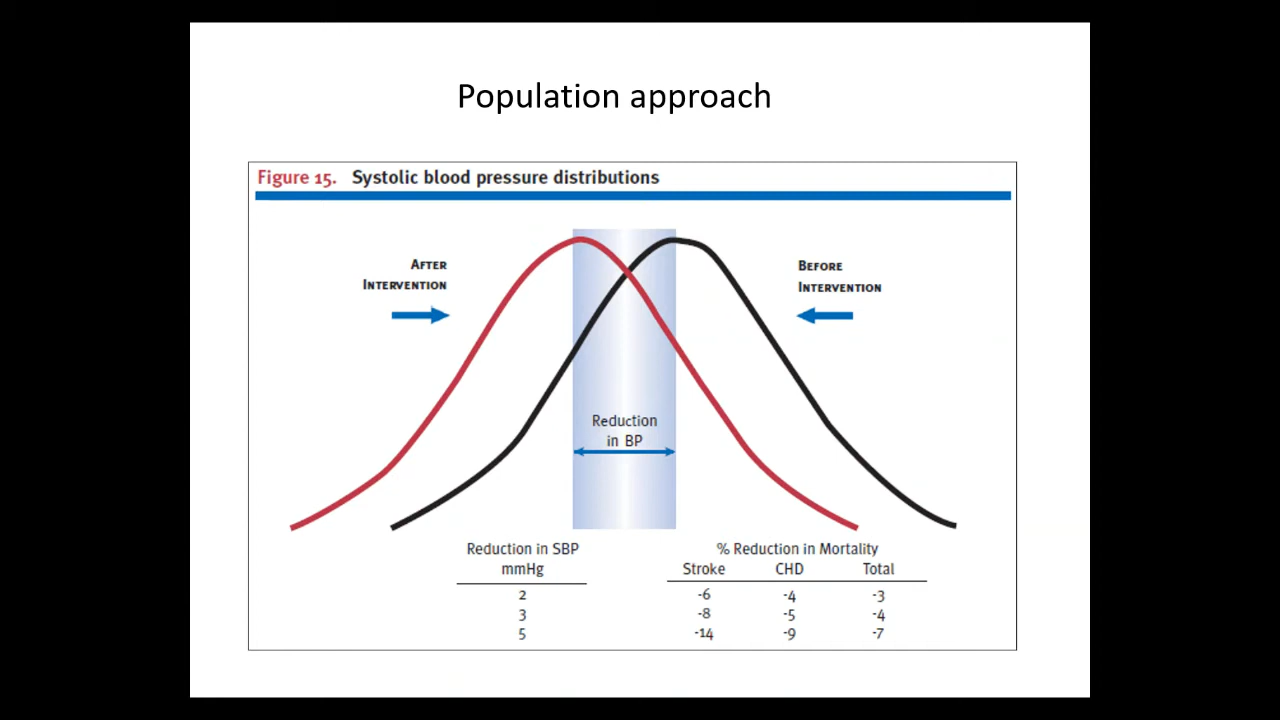 Population approach
Figure 15. Systolic blood pressure distributions
AFTER
INTERVENTION
BEFORE
INTERVENTION
Reduction
in BP
Reduction in SBP
mmHg
% Reduction in Mortality
Stroke CHD Total
2 -6 -4 -3
3 -8 -5 -4
5 -14 -9 -7